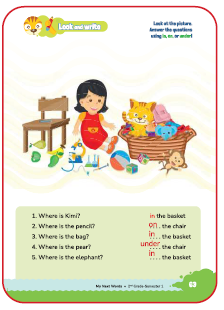 Look and write
Look at the picture.
Answer the questions
using in, on, or under!
1. Where is Kimi? in the basket
2. Where is the pencil? on the chair
3. Where is the bag? in the basket
4. Where is the pear? under the chair
5. Where is the elephant? in the basket
My Next Words • 2nd Grade-Semester 1
63